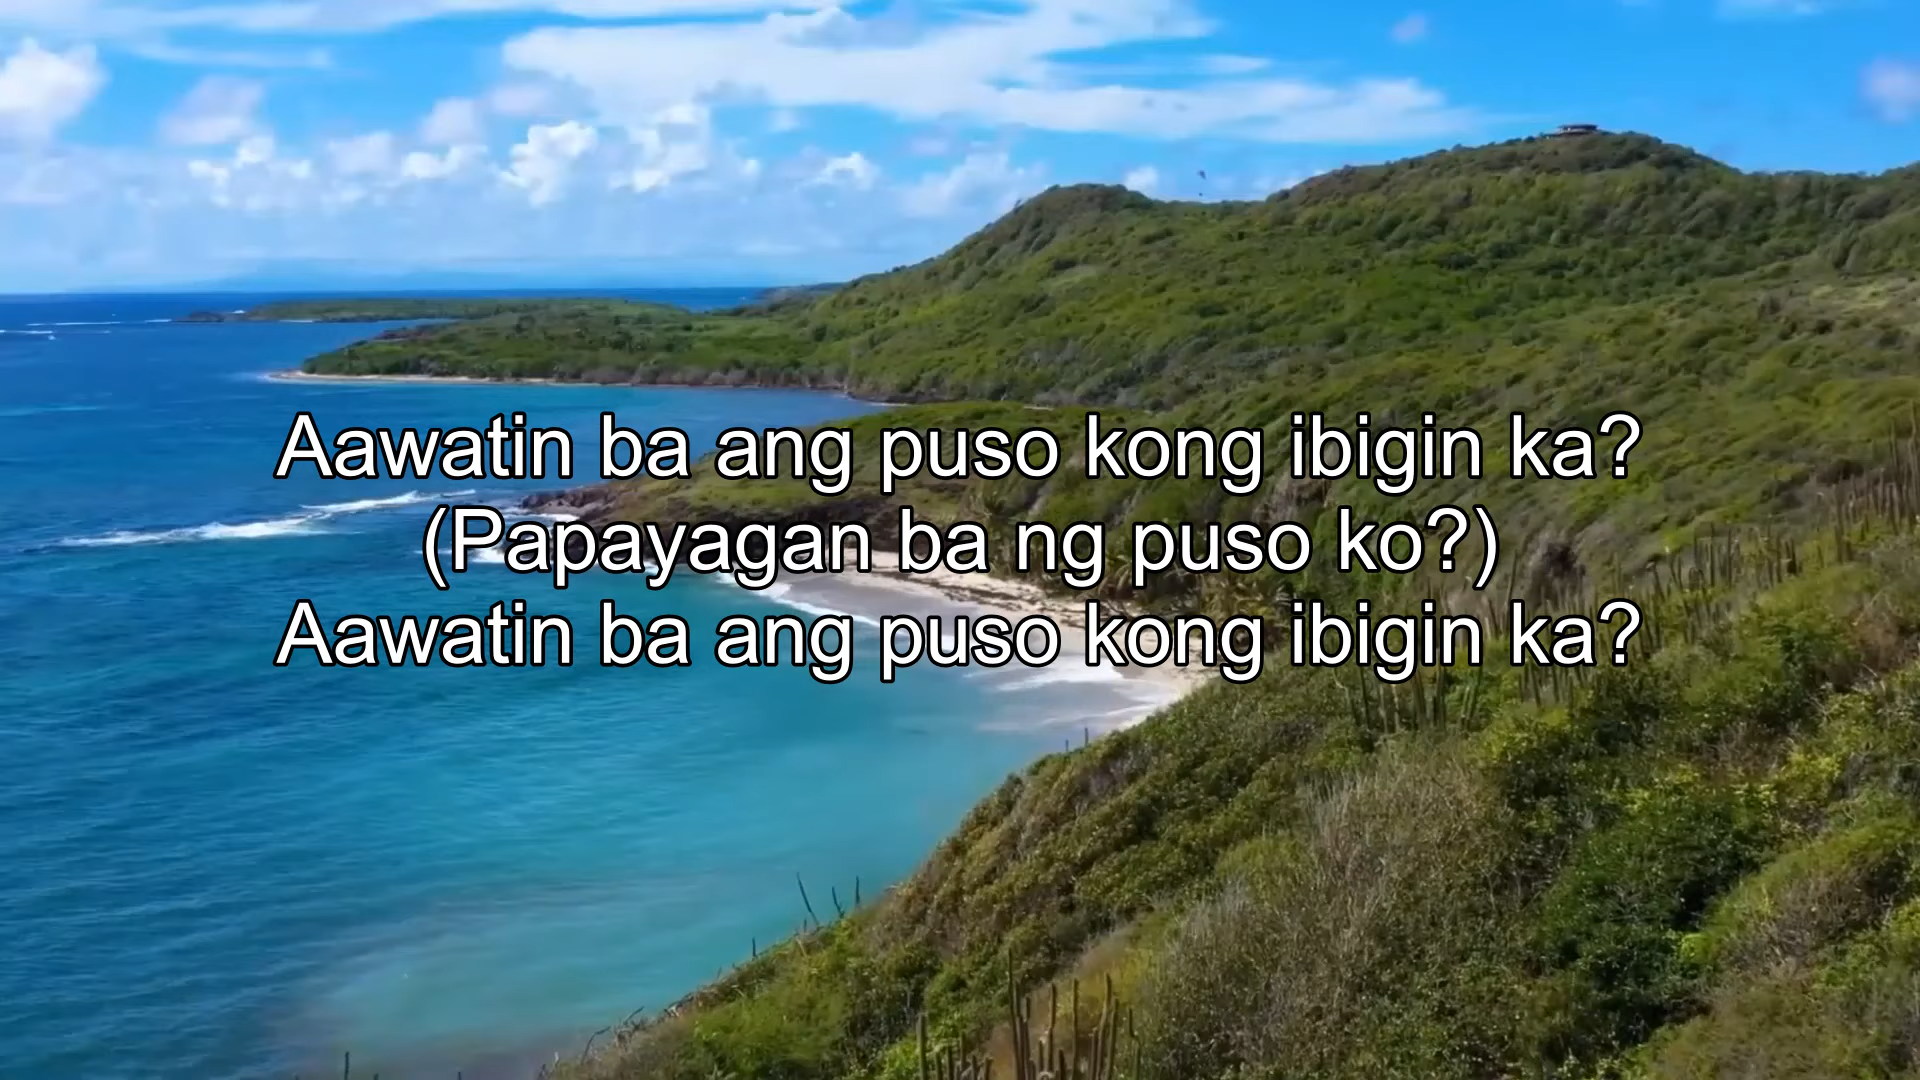 Aawatin ba ang puso kong ibigin ka?
(Papayagan ba ng puso ko?)
Aawatin ba ang puso kong ibigin ka?